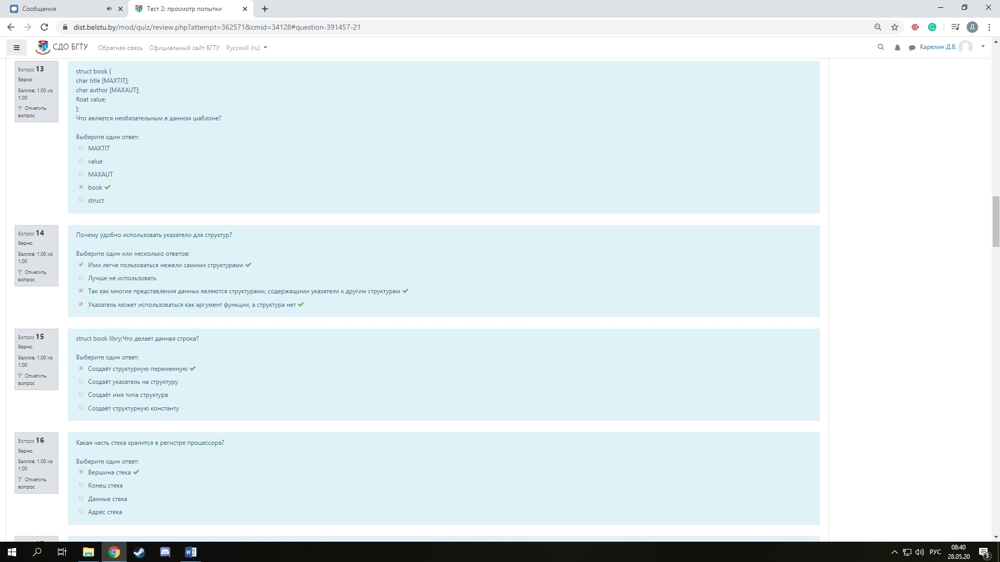 Сообщения
Тест 2: просмотр попытки
dist.belstu.by/mod/quiz/review.php?attempt=362571&cmid=34128#question-391457-21
Д
СДО БГТУ
Обратная связь
Официальный сайт БГТУ
Русский (ru)
Карелин Д.В.
Вопрос 13
Верно
Баллов: 1,00 из
1,00
Отметить
вопрос
struct book {
char title [MAXTIT];
char author [MAXAUT];
float value;
};
Что является необязательным в данном шаблоне?
Выберите один ответ:
MAXTIT
value
MAXAUT
book
struct
Вопрос 14
Верно
Баллов: 1,00 из
1,00
Отметить
вопрос
Почему удобно использовать указатели для структур?
Выберите один или несколько ответов:
Ими легче пользоваться нежели самими структурами
Лучше не использовать
Так как многие представления данных являются структурами, содержащими указатели к другим структурам
Указатель может использоваться как аргумент функции, а структура нет
Вопрос 15
Верно
Баллов: 1,00 из
1,00
Отметить
вопрос
struct book libry;Что делает данная строка?
Выберите один ответ:
Создаёт структурную переменную
Создаёт указатель на структуру
Создаёт имя типа структура
Создаёт структурную константу
Вопрос 16
Верно
Баллов: 1,00 из
1,00
Отметить
вопрос
Какая часть стека хранится в регистре процессора?
Выберите один ответ:
Вершина стека
Конец стека
Данные стека
Адрес стека
РУС
08:40
28.05.20
3